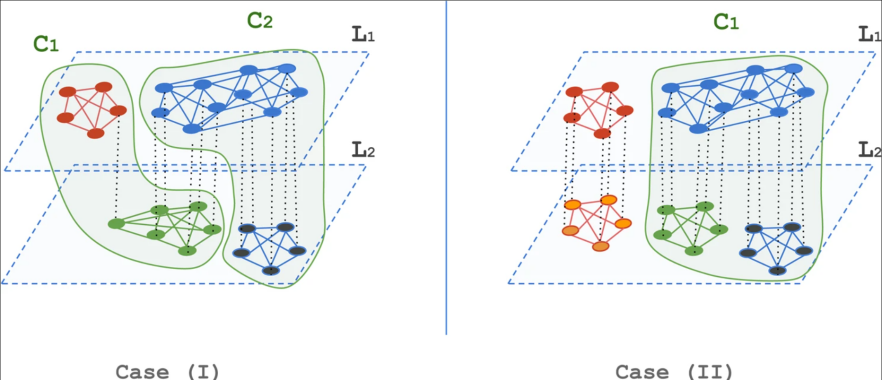 C1
C2
L1
L2
Case (I)
C1
L1
L2
Case (II)